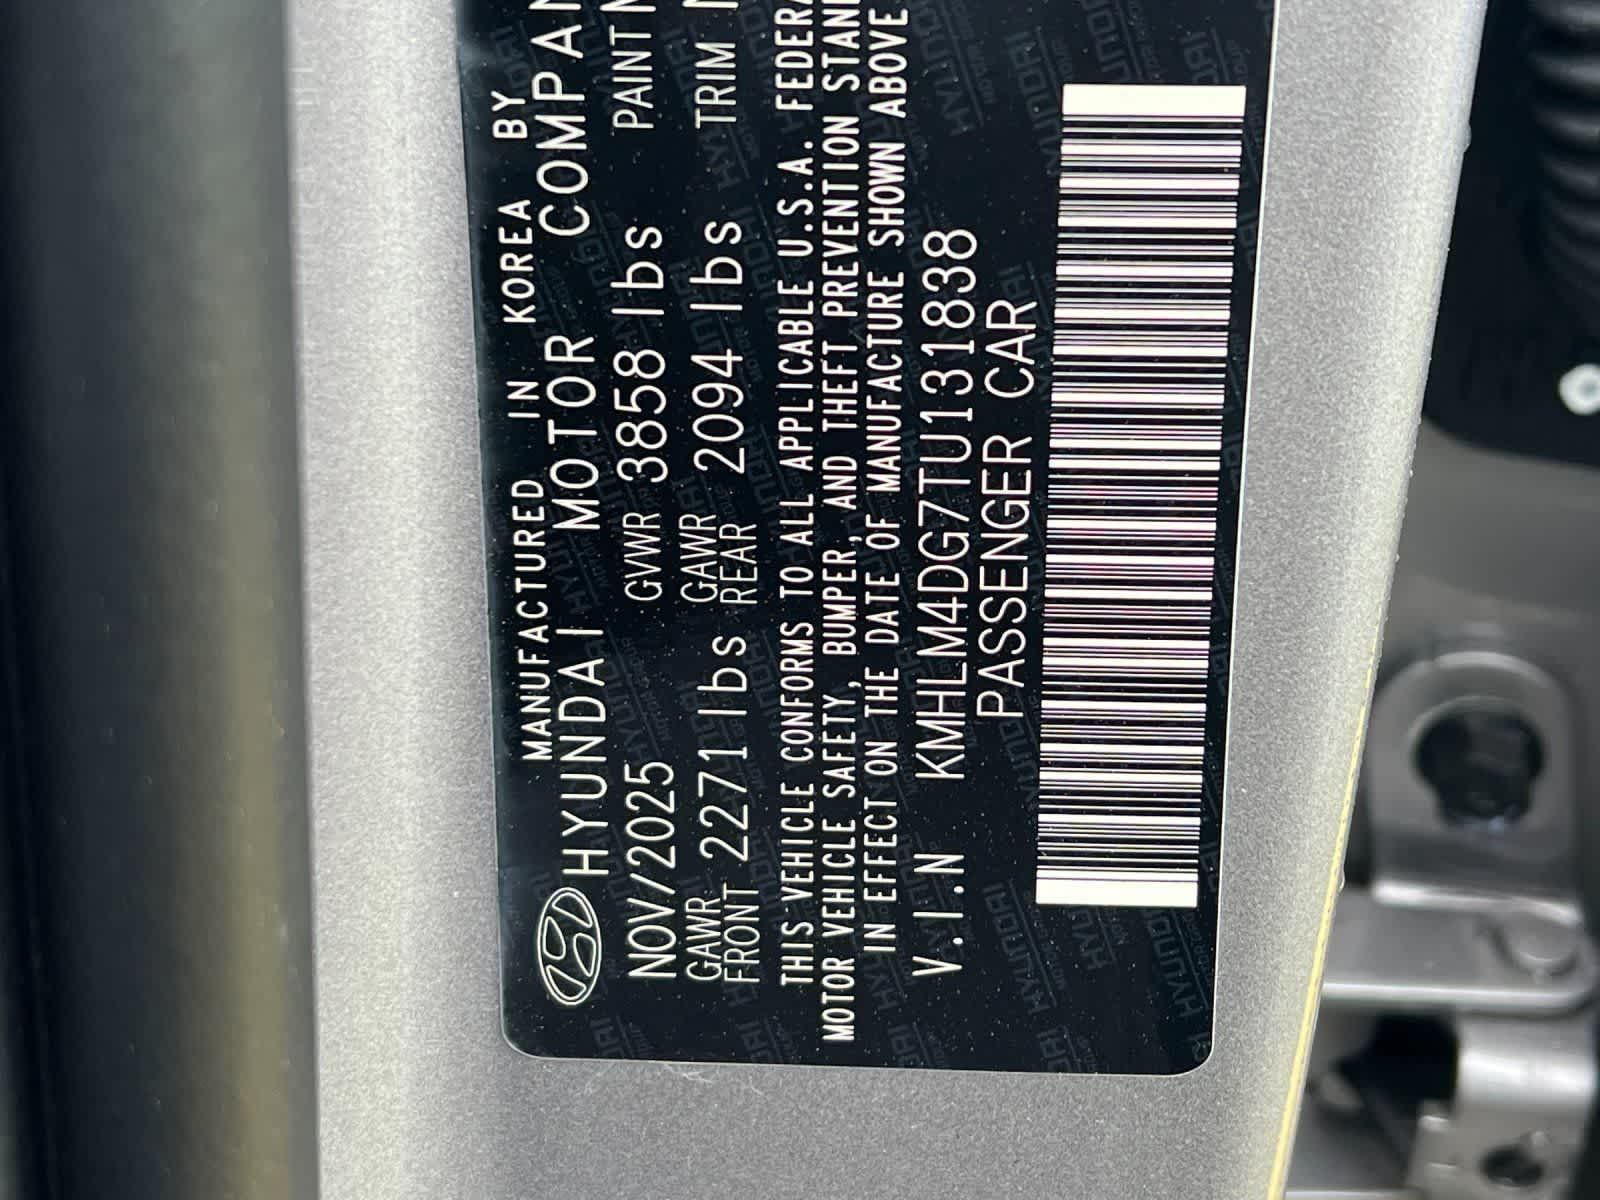 MANUFACTURED IN KOREA BY
HYUNDAI MOTOR COMPAN
NOV/2025 GVWR 3858 lbs PAINT N
GAWR FRONT 2271 lbs GAWR REAR 2094 lbs TRIM N
THIS VEHICLE CONFORMS TO ALL APPLICABLE U.S.A. FEDERA
MOTOR VEHICLE SAFETY, BUMPER, AND THEFT PREVENTION STAN
IN EFFECT ON THE DATE OF MANUFACTURE SHOWN ABOVE
V.I.N KMHLM4DG7TU131838
PASSENGER CAR